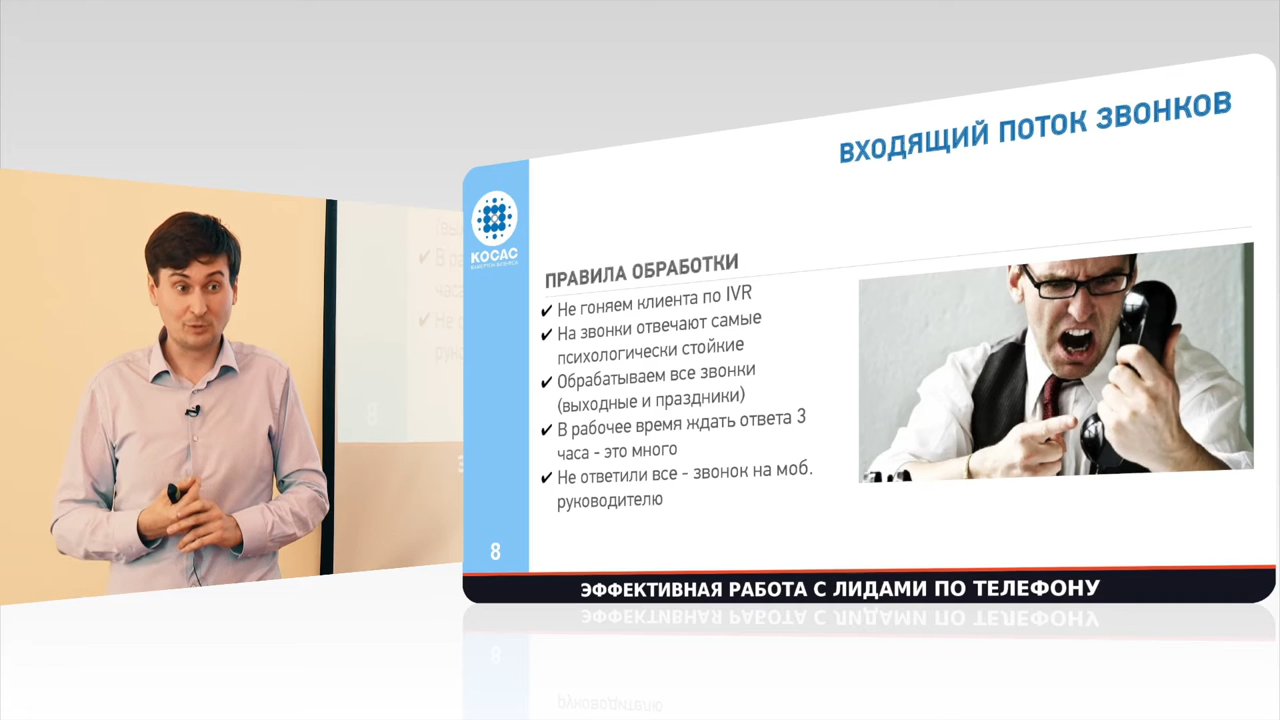 ВХОДЯЩИЙ ПОТОК ЗВОНКОВ
КОСАС
ПРАВИЛА ОБРАБОТКИ
✔ Не гоняем клиента по IVR
✔ На звонки отвечают самые
психологически стойкие
✔ Обрабатываем все звонки
(выходные и праздники)
✔ В рабочее время ждать ответа 3
часа - это много
✔ Не ответили все - звонок на моб.
руководителю
8
ЭФФЕКТИВНАЯ РАБОТА С ЛИДАМИ ПО ТЕЛЕФОНУ